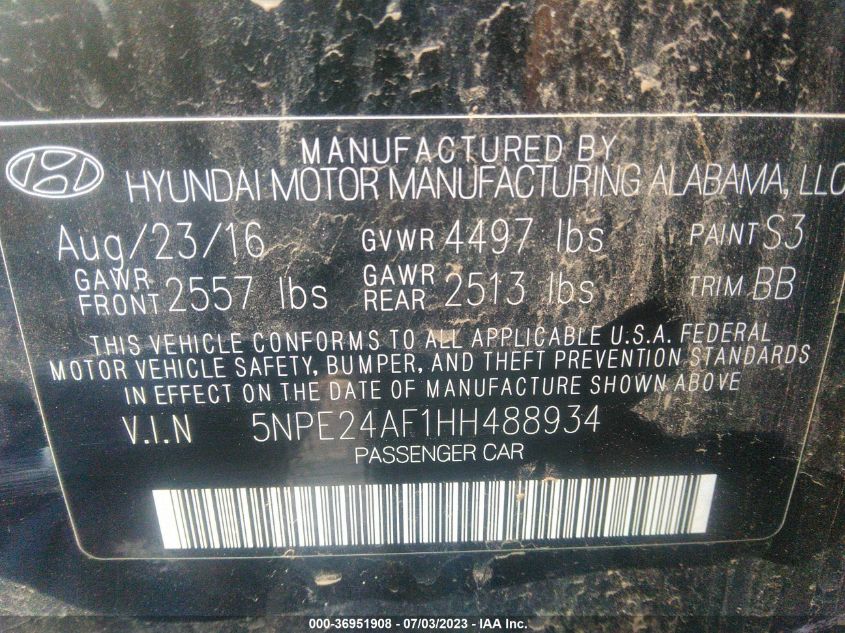 MANUFACTURED BY
HYUNDAI MOTOR MANUFACTURING ALABAMA, LLC
Aug/23/16 GVWR 4497 lbs PAINT S3
GAWR FRONT 2557 lbs GAWR REAR 2513 lbs TRIM BB
THIS VEHICLE CONFORMS TO ALL APPLICABLE U.S.A. FEDERAL
MOTOR VEHICLE SAFETY, BUMPER, AND THEFT PREVENTION STANDARDS
IN EFFECT ON THE DATE OF MANUFACTURE SHOWN ABOVE
V.I.N 5NPE24AF1HH488934
PASSENGER CAR
000-36951908 - 07/03/2023 - IAA Inc.